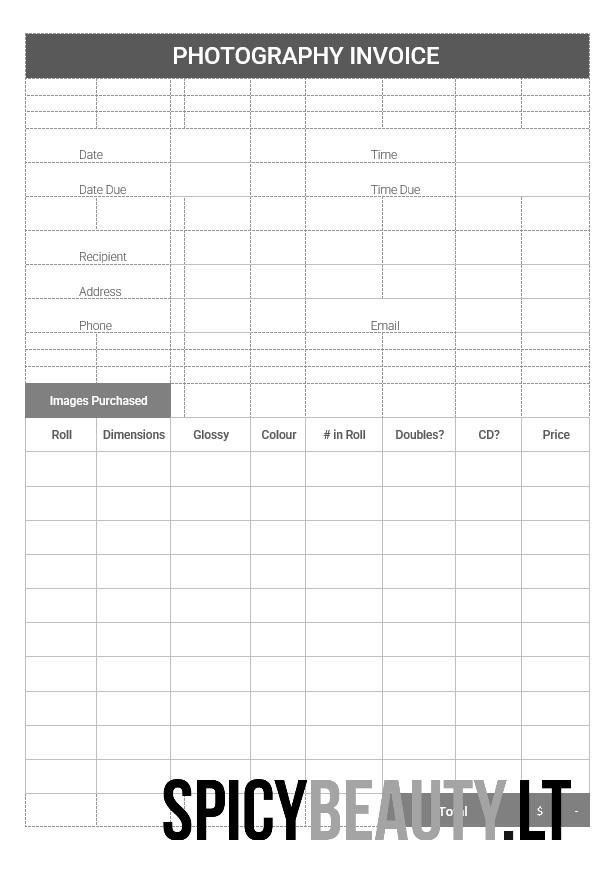 PHOTOGRAPHY INVOICE
Date Time
Date Due Time Due
Recipient
Address
Phone Email
Images Purchased
Roll Dimensions Glossy Colour # in Roll Doubles? CD? Price
Total $ -
SPICYBEAUTY.LT